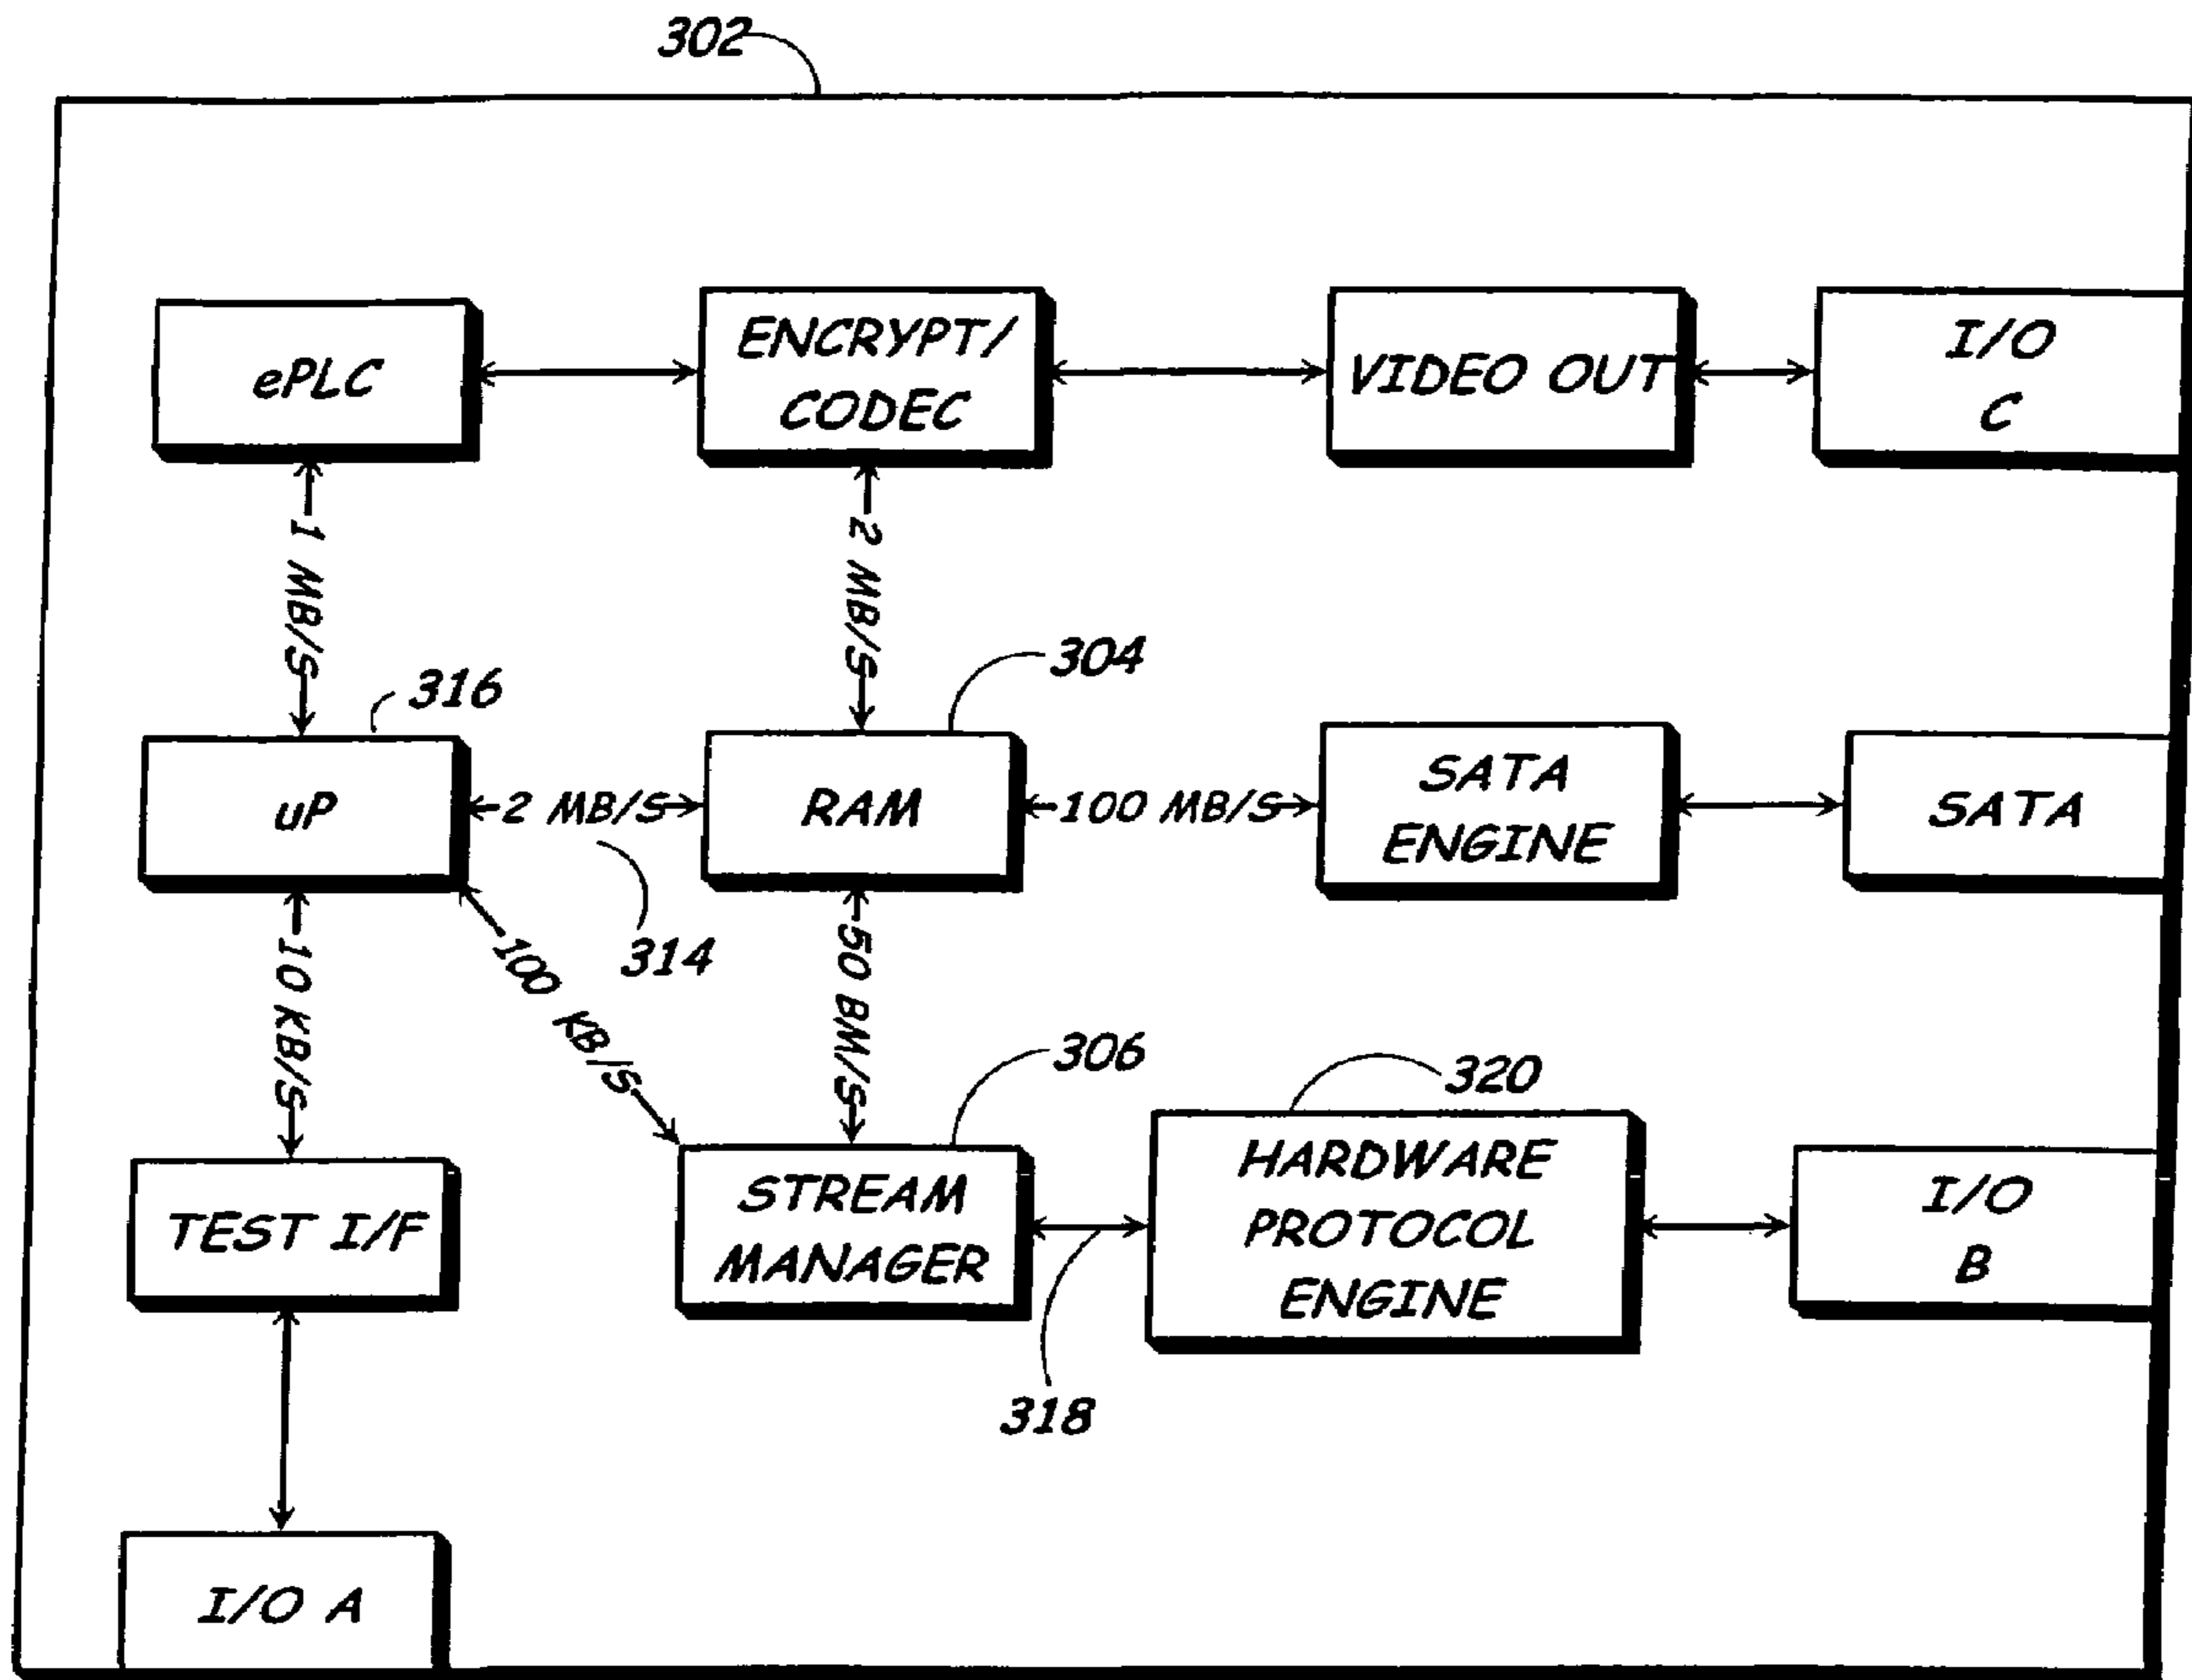 302
ePLC
ENCRYPT/
CODEC
VIDEO OUT
I/O
C
1 MB/S
2 MB/S
316
304
uP
2 MB/S
RAM
100 MB/S
SATA
ENGINE
SATA
314
10 KB/S
100 KB/S
50 BM/S
306
320
TEST I/F
STREAM
MANAGER
HARDWARE
PROTOCOL
ENGINE
I/O
B
318
I/O A